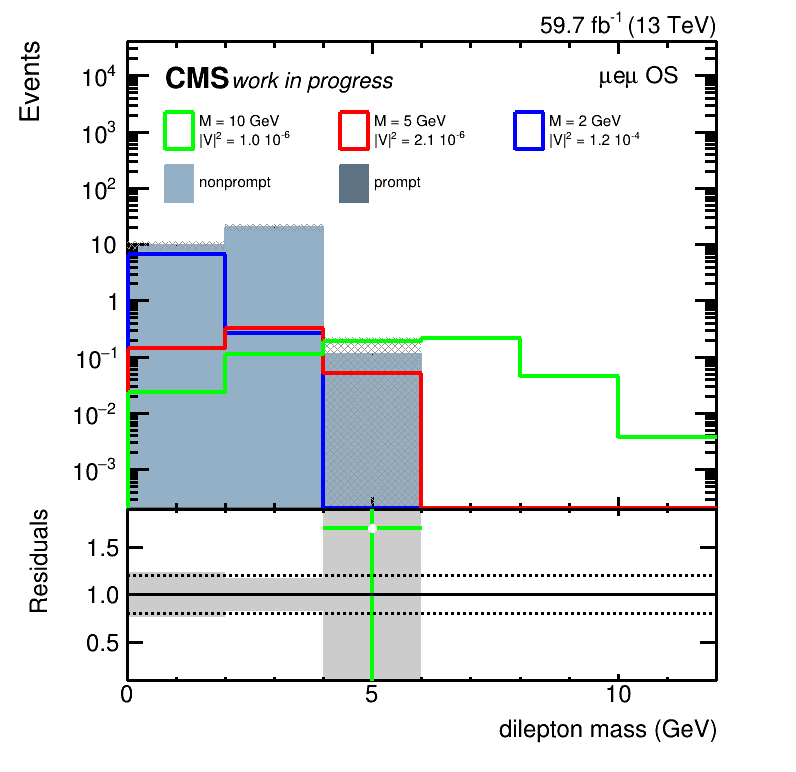 59.7 fb⁻¹ (13 TeV)
Events
CMS work in progress
μeμ OS
M = 10 GeV
|V|² = 1.0 10⁻⁶
M = 5 GeV
|V|² = 2.1 10⁻⁶
M = 2 GeV
|V|² = 1.2 10⁻⁴
nonprompt
prompt
10⁴
10³
10²
10
1
10⁻¹
10⁻²
10⁻³
Residuals
1.5
1.0
0.5
0 5 10
dilepton mass (GeV)